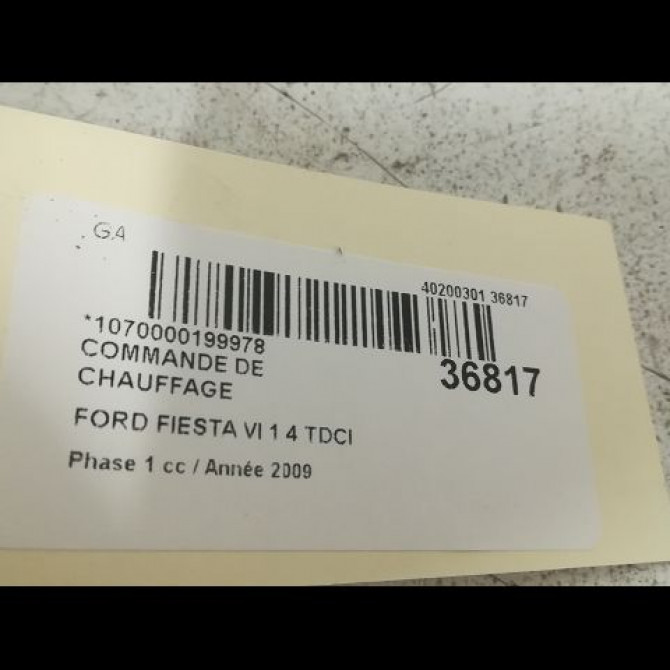 G.A
40200301 36817
*1070000199978
36817
COMMANDE DE
CHAUFFAGE
FORD FIESTA VI 1 4 TDCI
Phase 1 cc / Année 2009